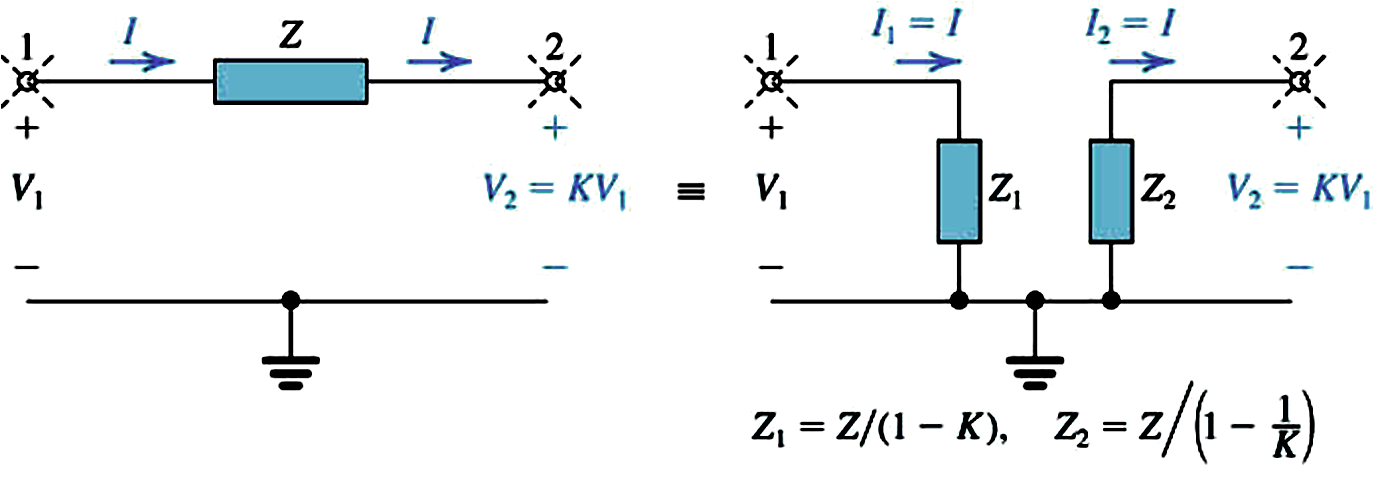 I Z I I₁ = I I₂ = I
1 2 1 2
+ + + +
V₁ V₂ = KV₁ ≡ V₁ Z₁ Z₂ V₂ = KV₁
− − − −
Z₁ = Z/(1 − K), Z₂ = Z/(1 − 1/K)